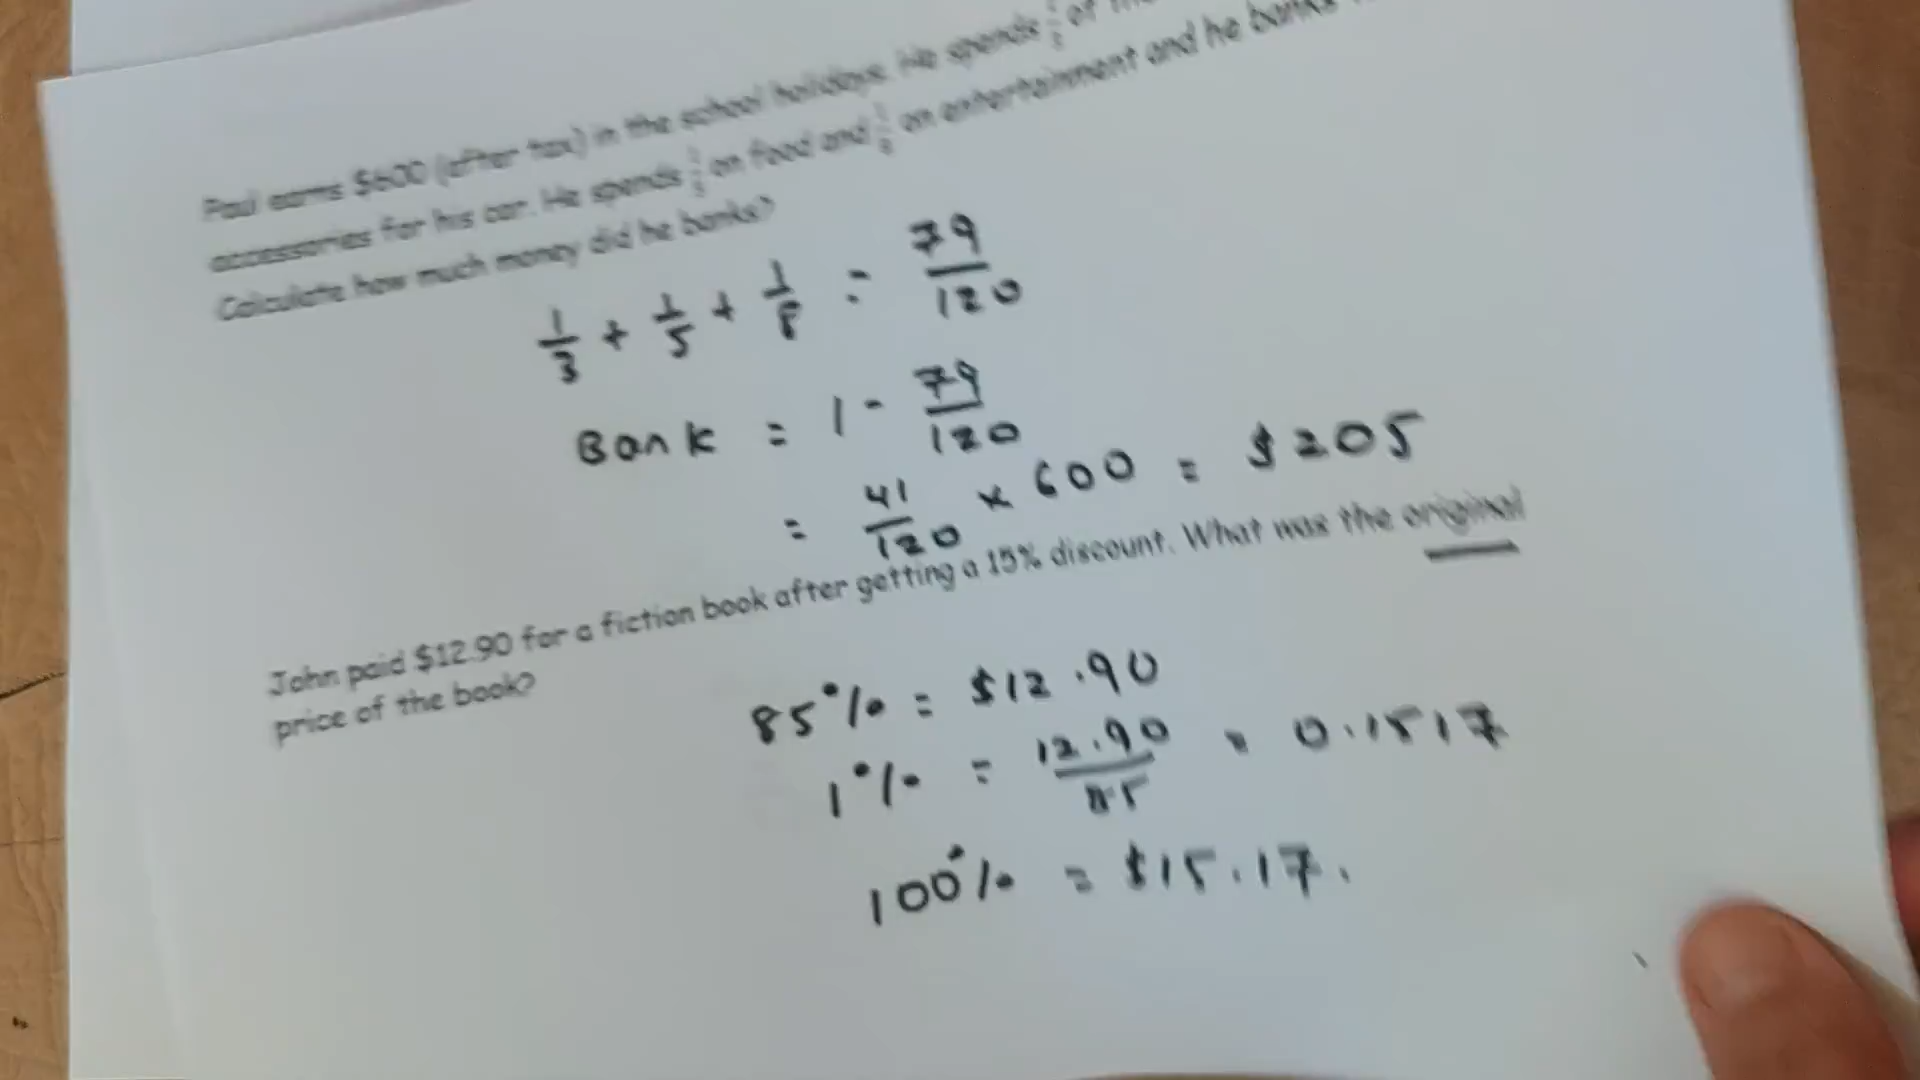 Paul earns $600 (after tax) in the school holidays. He spends of
accessories for his car. He spends on food and on entertainment and he banks
Calculate how much money did he banks?
1/3 + 1/5 + 1/8 = 79/120
Bank = 1 - 79/120
= 41/120 × 600 = $205
John paid $12.90 for a fiction book after getting a 15% discount. What was the original
price of the book?
85% = $12.90
1% = 12.90/85 = 0.1517
100% = $15.17.